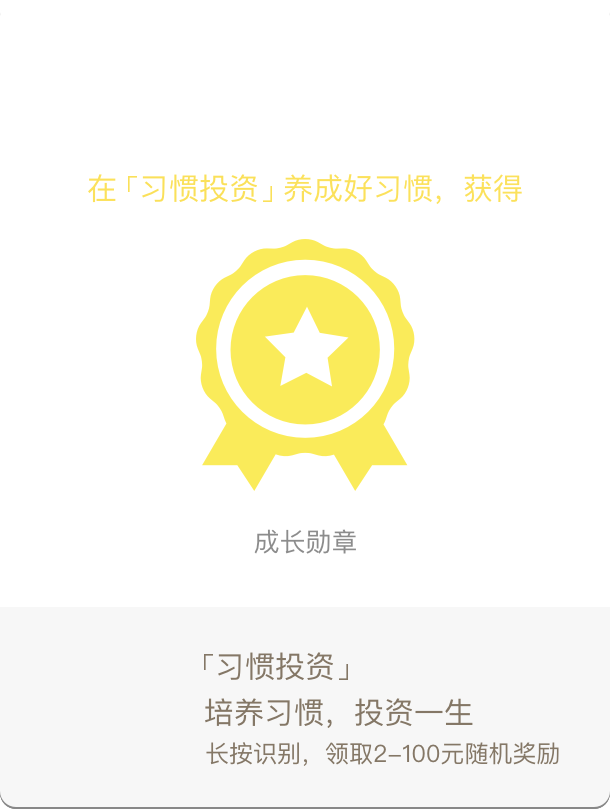 在「习惯投资」养成好习惯，获得
成长勋章
「习惯投资」
培养习惯，投资一生
长按识别，领取2-100元随机奖励